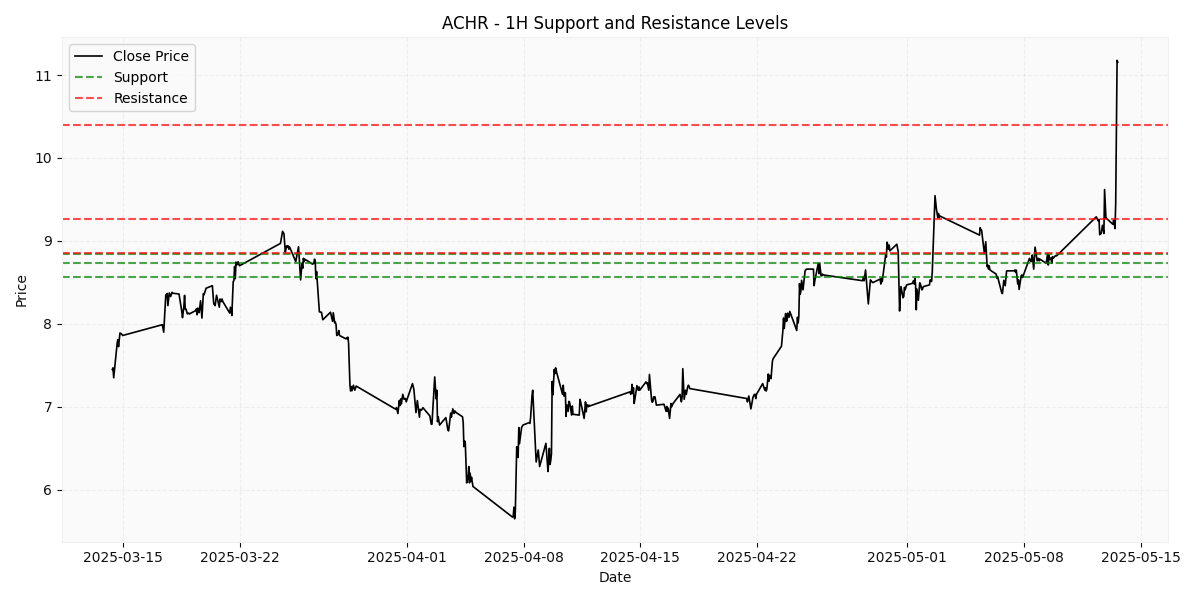 ACHR - 1H Support and Resistance Levels
Close Price
Support
Resistance
Price
11
10
9
8
7
6
2025-03-15 2025-03-22 2025-04-01 2025-04-08 2025-04-15 2025-04-22 2025-05-01 2025-05-08 2025-05-15
Date